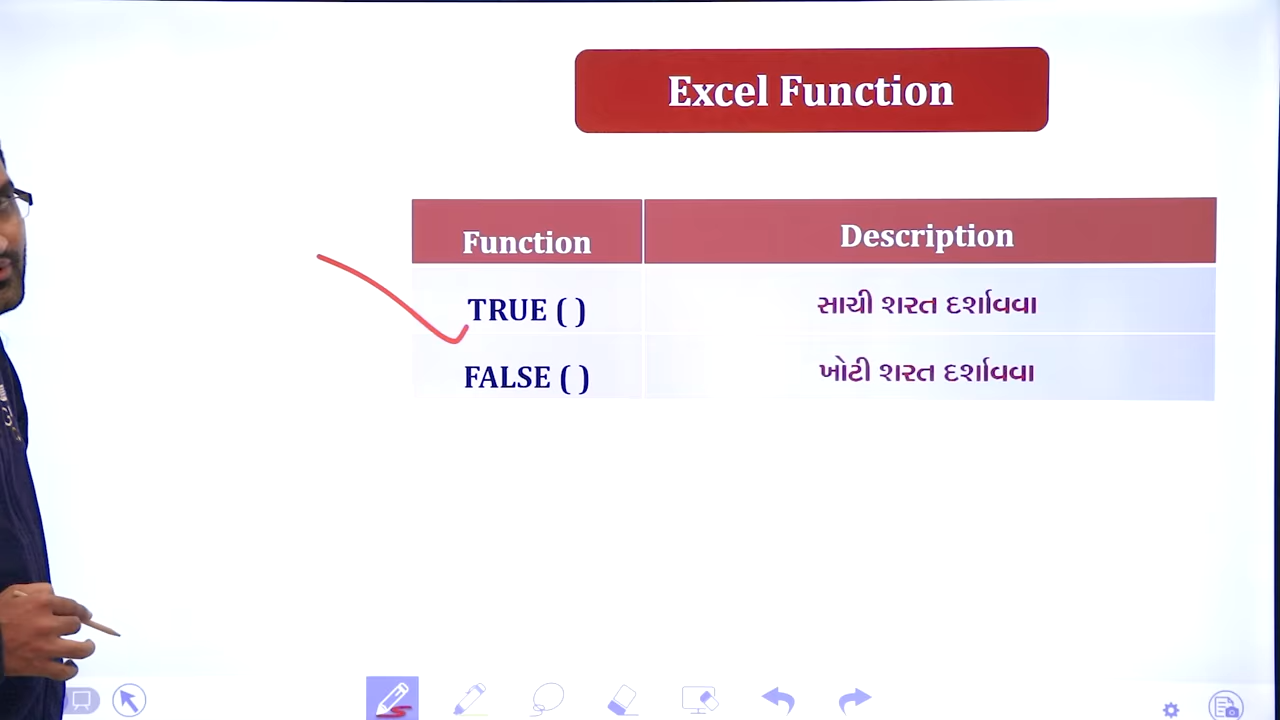 Excel Function
Function Description
TRUE ( ) સાચી શરત દર્શાવવા
FALSE ( ) ખોટી શરત દર્શાવવા